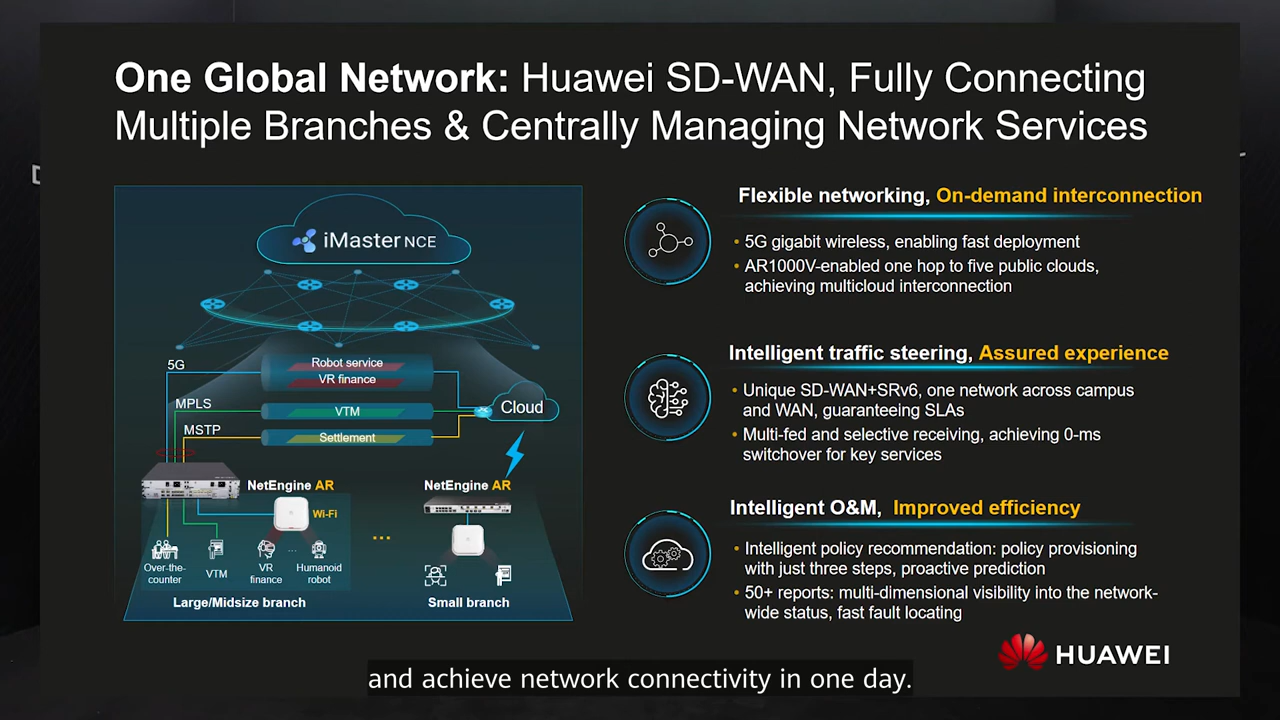 One Global Network: Huawei SD-WAN, Fully Connecting
Multiple Branches & Centrally Managing Network Services
iMaster NCE
5G
MPLS
MSTP
Robot service
VR finance
VTM
Settlement
Cloud
NetEngine AR
Wi-Fi
Over-the-
counter
VTM
VR
finance
...
Humanoid
robot
Large/Midsize branch
...
NetEngine AR
Small branch
Flexible networking, On-demand interconnection
• 5G gigabit wireless, enabling fast deployment
• AR1000V-enabled one hop to five public clouds,
achieving multicloud interconnection
Intelligent traffic steering, Assured experience
• Unique SD-WAN+SRv6, one network across campus
and WAN, guaranteeing SLAs
• Multi-fed and selective receiving, achieving 0-ms
switchover for key services
Intelligent O&M, Improved efficiency
• Intelligent policy recommendation: policy provisioning
with just three steps, proactive prediction
• 50+ reports: multi-dimensional visibility into the network-
wide status, fast fault locating
HUAWEI
and achieve network connectivity in one day.